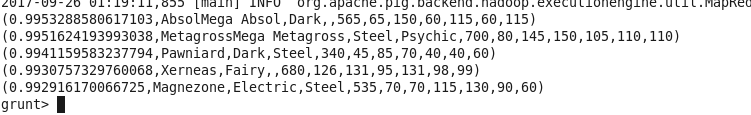 2017-09-26 01:19:11,855 [main] INFO  org.apache.pig.backend.hadoop.executionengine.util.MapRed
(0.9953288580617103,AbsolMega Absol,Dark,,565,65,150,60,115,60,115)
(0.9951624193993038,MetagrossMega Metagross,Steel,Psychic,700,80,145,150,105,110,110)
(0.9941159583237794,Pawniard,Dark,Steel,340,45,85,70,40,40,60)
(0.9930757329760068,Xerneas,Fairy,,680,126,131,95,131,98,99)
(0.992916170066725,Magnezone,Electric,Steel,535,70,70,115,130,90,60)
grunt>